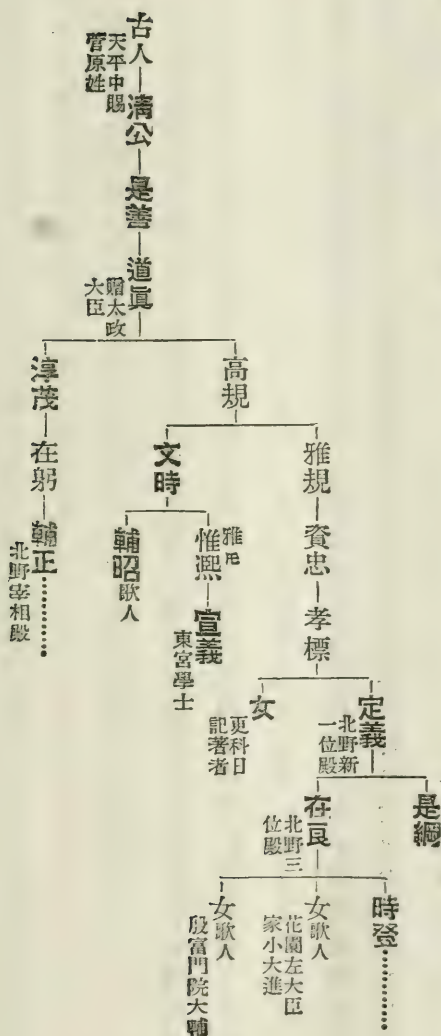 古人―清公―是善―道眞
天平中賜
菅原姓
贈太政
大臣
高規
雅規―資忠―孝標
定義
北野新
一位殿
是綱
在良
北野三
位殿
時登…………
女歌人
花園左大臣
家小大進
女歌人
殷富門院大輔
女
更科日
記著者
文時
惟凞―宣義
雅
東宮學士
輔昭歌人
淳茂―在躬―輔正…………
北野宰相殿